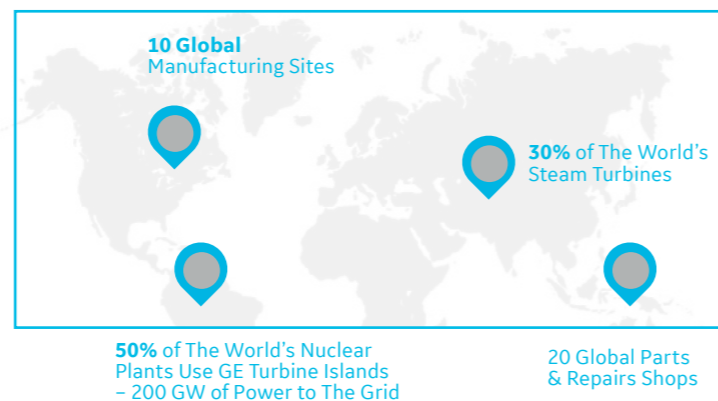 10 Global
Manufacturing Sites
30% of The World's
Steam Turbines
50% of The World's Nuclear
Plants Use GE Turbine Islands
– 200 GW of Power to The Grid
20 Global Parts
& Repairs Shops